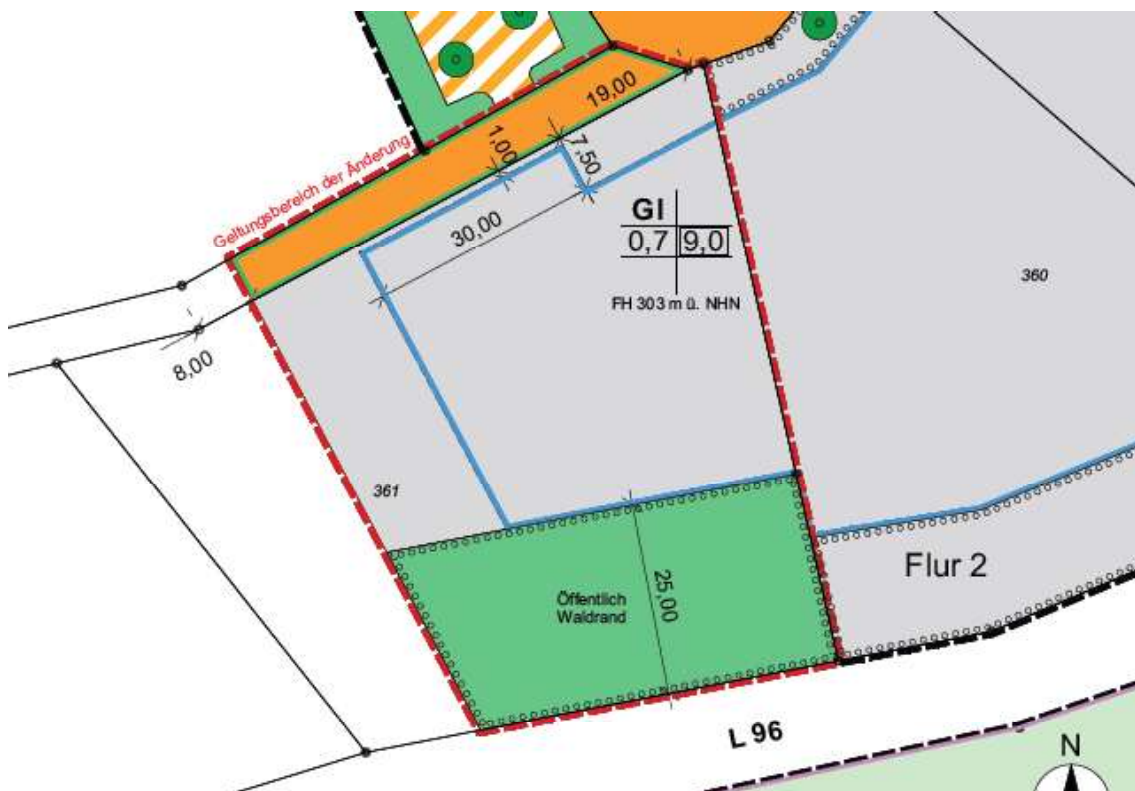 19,00
1,00
7,50
Geltungsbereich der Änderung
30,00
GI
0,7 9,0
FH 303 m ü. NHN
360
8,00
361
Flur 2
Öffentlich
Waldrand
25,00
L 96
N